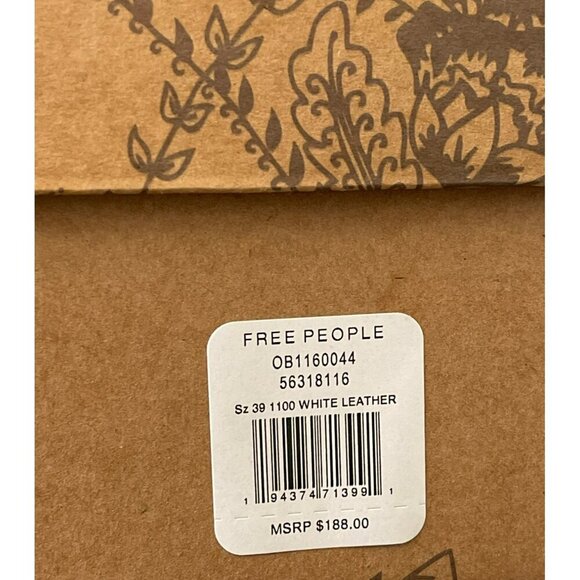 FREE PEOPLE
OB1160044
56318116
Sz 39 1100 WHITE LEATHER
1 94374 71399 1
MSRP $188.00